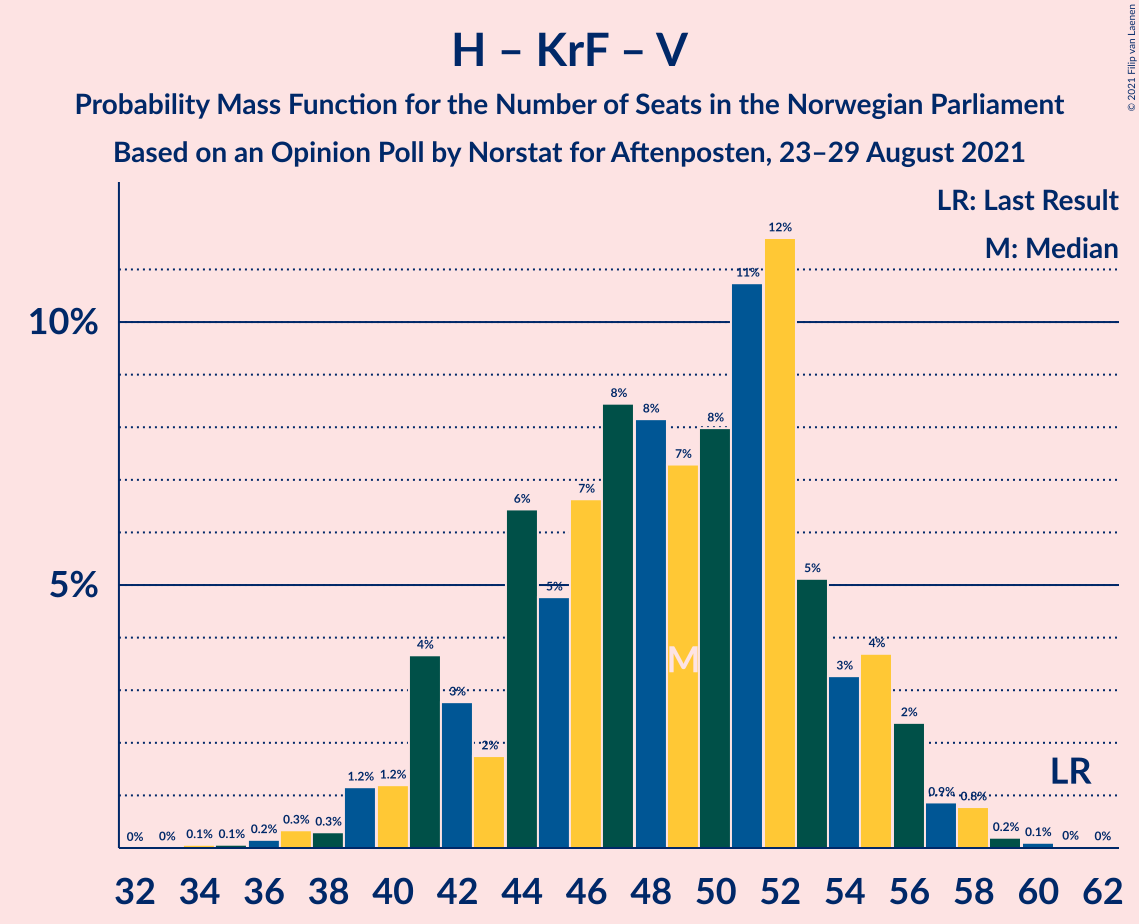 © 2021 Filip van Laenen
H – KrF – V
Probability Mass Function for the Number of Seats in the Norwegian Parliament
Based on an Opinion Poll by Norstat for Aftenposten, 23–29 August 2021
LR: Last Result
M: Median
10%
5%
0% 0% 0.1% 0.1% 0.2% 0.3% 0.3% 1.2% 1.2% 4% 3% 2% 6% 5% 7% 8% 8% 7% 8% 11% 12% 5% 3% 4% 2% 0.9% 0.8% 0.2% 0.1% 0% 0%
M
LR
32 34 36 38 40 42 44 46 48 50 52 54 56 58 60 62